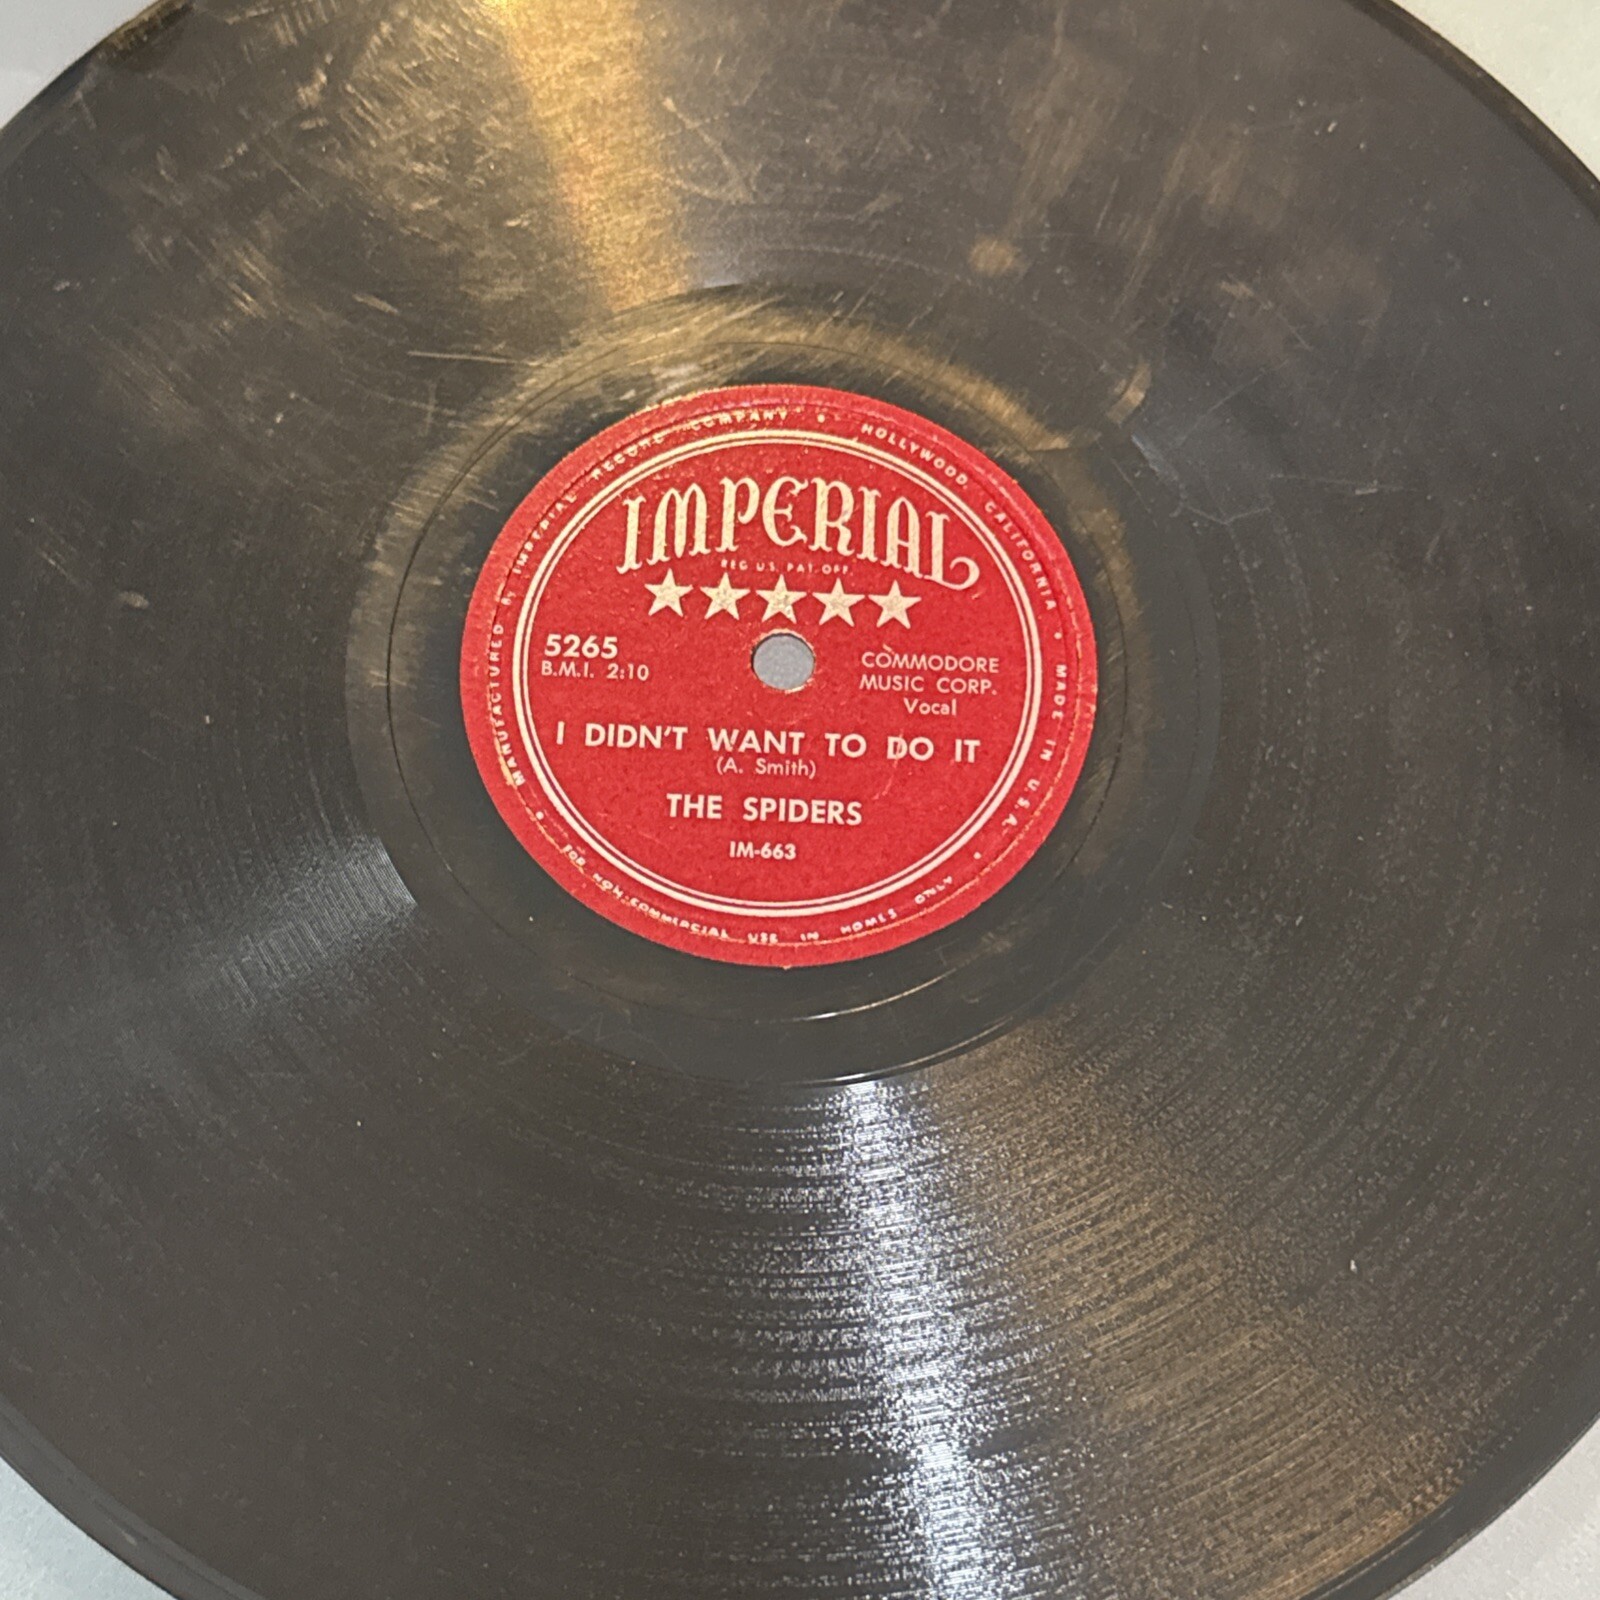 MANUFACTURED By IMPERIAL RECORD COMPANY • HOLLYWOOD, CALIFORNIA • MADE IN U.S.A. •
IMPERIAL
REG U.S. PAT. OFF.
5265
B.M.I. 2:10
COMMODORE
MUSIC CORP.
Vocal
I DIDN'T WANT TO DO IT
(A. Smith)
THE SPIDERS
IM-663
FOR NON-COMMERCIAL USE IN HOMES ONLY